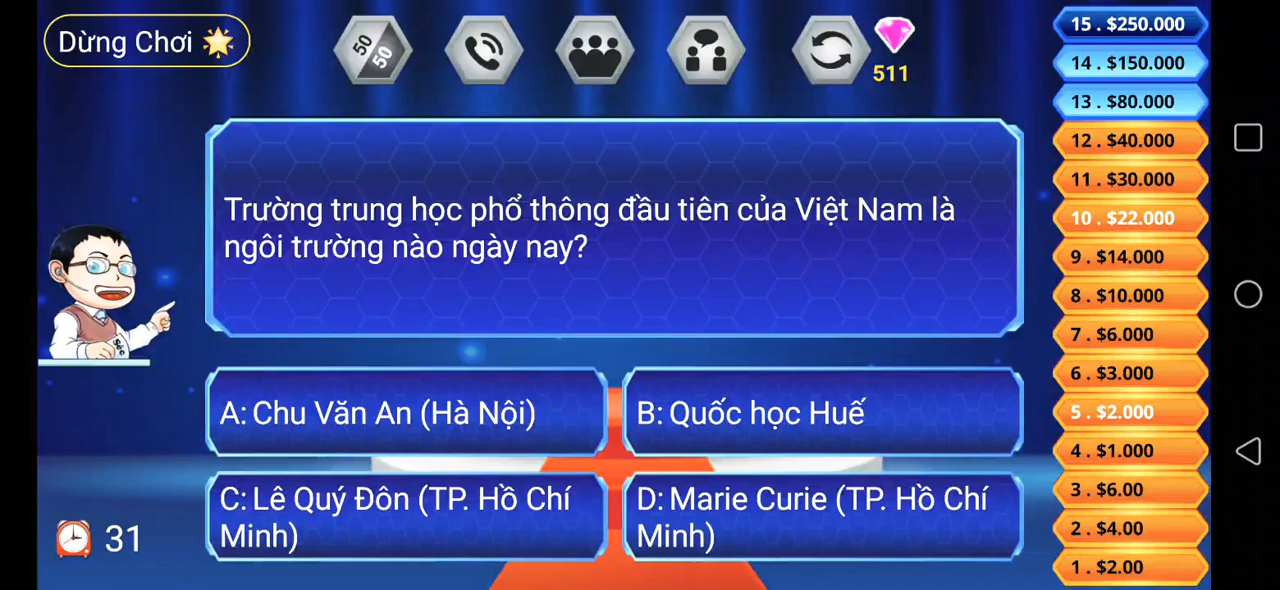 Dừng Chơi
50
50
511
Trường trung học phổ thông đầu tiên của Việt Nam là
ngôi trường nào ngày nay?
A: Chu Văn An (Hà Nội)
B: Quốc học Huế
C: Lê Quý Đôn (TP. Hồ Chí
Minh)
D: Marie Curie (TP. Hồ Chí
Minh)
31
15 . $250.000
14 . $150.000
13 . $80.000
12 . $40.000
11 . $30.000
10 . $22.000
9 . $14.000
8 . $10.000
7 . $6.000
6 . $3.000
5 . $2.000
4 . $1.000
3 . $6.00
2 . $4.00
1 . $2.00